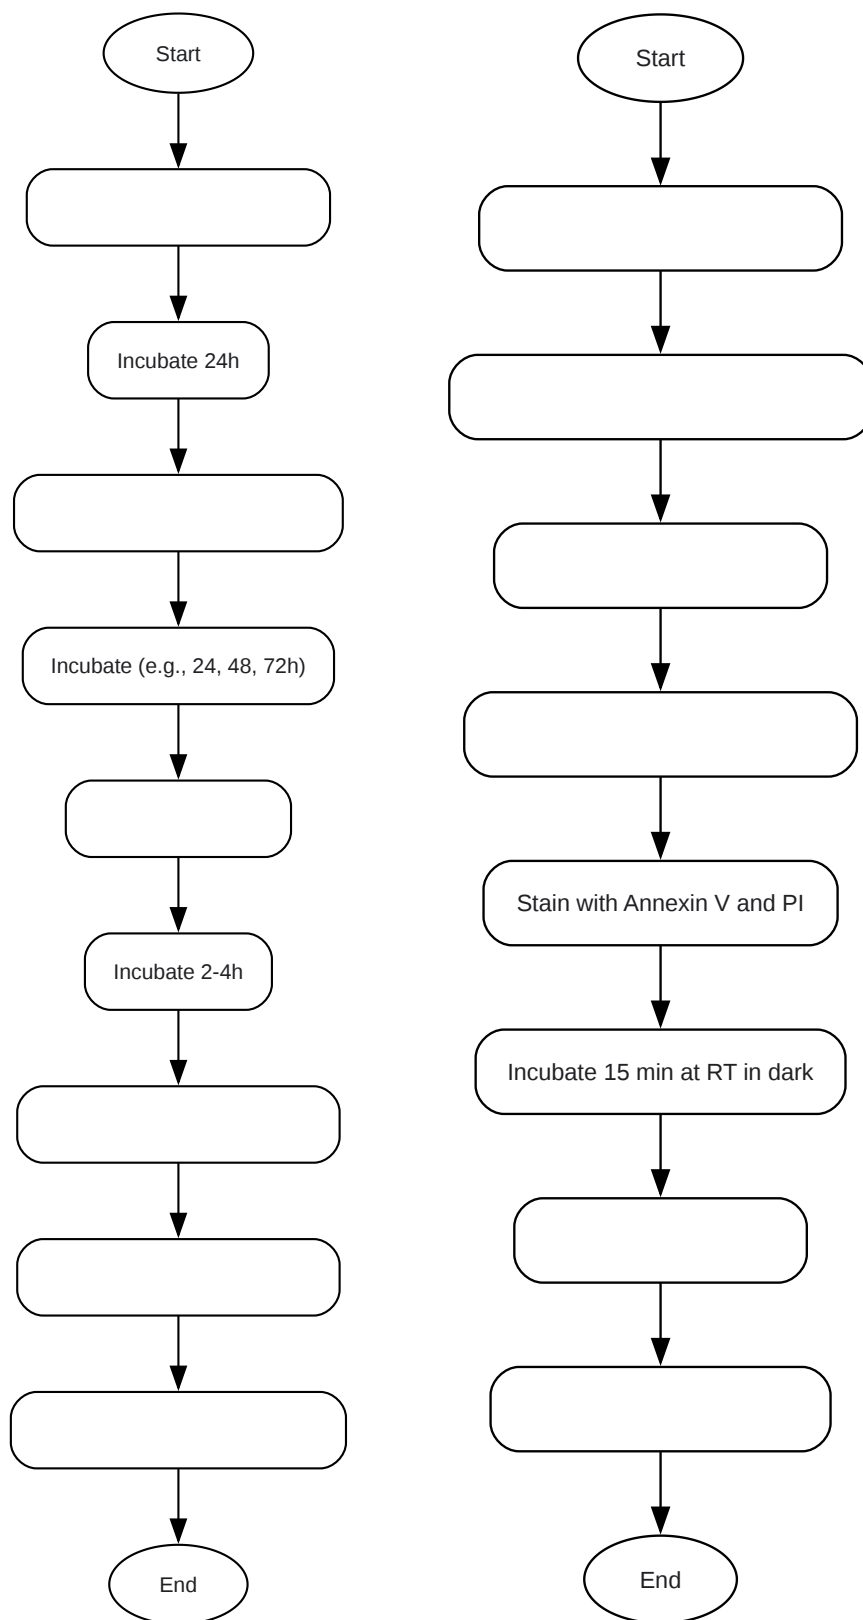 Start
Incubate 24h
Incubate (e.g., 24, 48, 72h)
Incubate 2-4h
End
Start
Stain with Annexin V and PI
Incubate 15 min at RT in dark
End